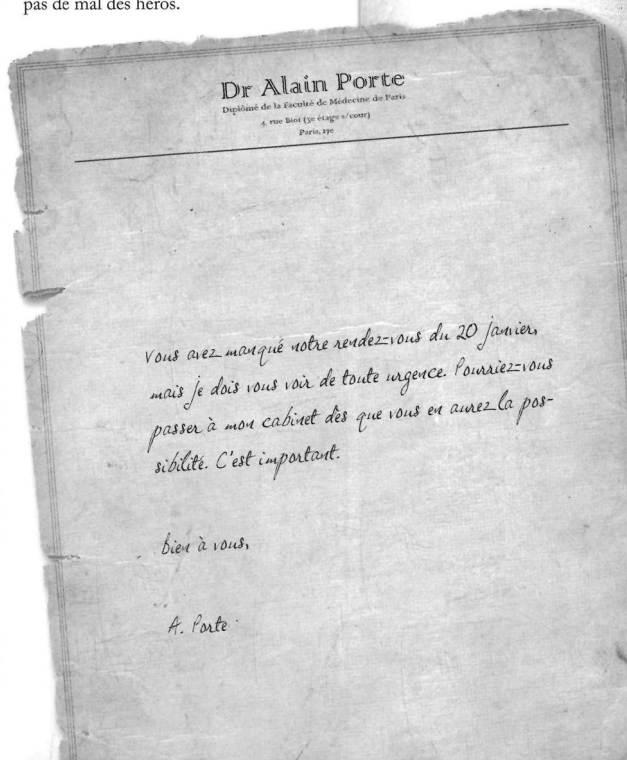 pas de mal des héros.
Dr Alain Porte
Diplômé de la Faculté de Médecine de Paris
4, rue Biot (3e étage s/cour)
Paris, 17e
Vous avez manqué notre rendez-vous du 20 janvier,
mais je dois vous voir de toute urgence. Pourriez-vous
passer à mon cabinet dès que vous en aurez la pos-
sibilité. C'est important.
bien à vous,
A. Porte